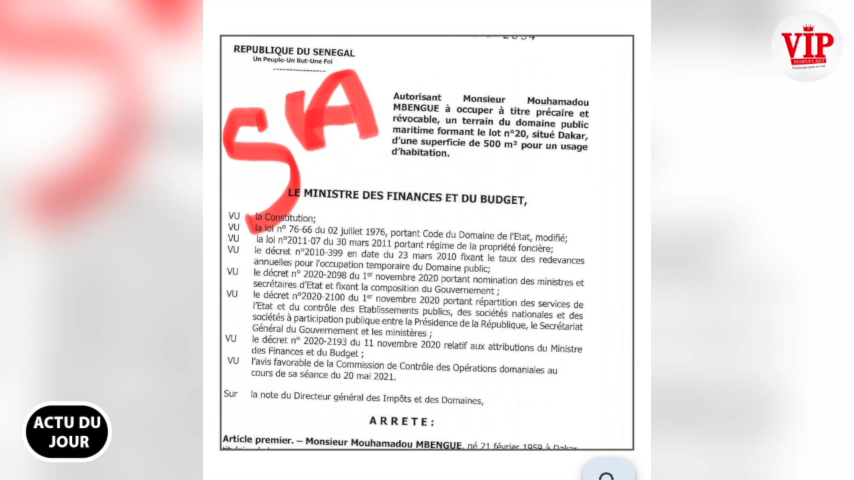 REPUBLIQUE DU SENEGAL
Un Peuple-Un But-Une Foi
SA
Autorisant Monsieur Mouhamadou
MBENGUE à occuper à titre précaire et
révocable, un terrain du domaine public
maritime formant le lot n°20, situé Dakar,
d'une superficie de 500 m² pour un usage
d'habitation.
LE MINISTRE DES FINANCES ET DU BUDGET,
VU la Constitution;
VU la loi n° 76-66 du 02 juillet 1976, portant Code du Domaine de l'Etat, modifié;
VU la loi n°2011-07 du 30 mars 2011 portant régime de la propriété foncière;
VU le décret n°2010-399 en date du 23 mars 2010 fixant le taux des redevances
annuelles pour l'occupation temporaire du Domaine public;
VU le décret n° 2020-2098 du 1er novembre 2020 portant nomination des ministres et
secrétaires d'Etat et fixant la composition du Gouvernement ;
VU le décret n°2020-2100 du 1er novembre 2020 portant répartition des services de
l'Etat et du contrôle des Etablissements publics, des sociétés nationales et des
sociétés à participation publique entre la Présidence de la République, le Secrétariat
Général du Gouvernement et les ministères ;
VU le décret n° 2020-2193 du 11 novembre 2020 relatif aux attributions du Ministre
des Finances et du Budget ;
VU l'avis favorable de la Commission de Contrôle des Opérations domaniales au
cours de sa séance du 20 mai 2021.
Sur la note du Directeur général des Impôts et des Domaines,
ARRETE:
Article premier. – Monsieur Mouhamadou MBENGUE, né 21 février 1959 à Dakar
VIP
PEOPLES.NET
ACTU DU
JOUR